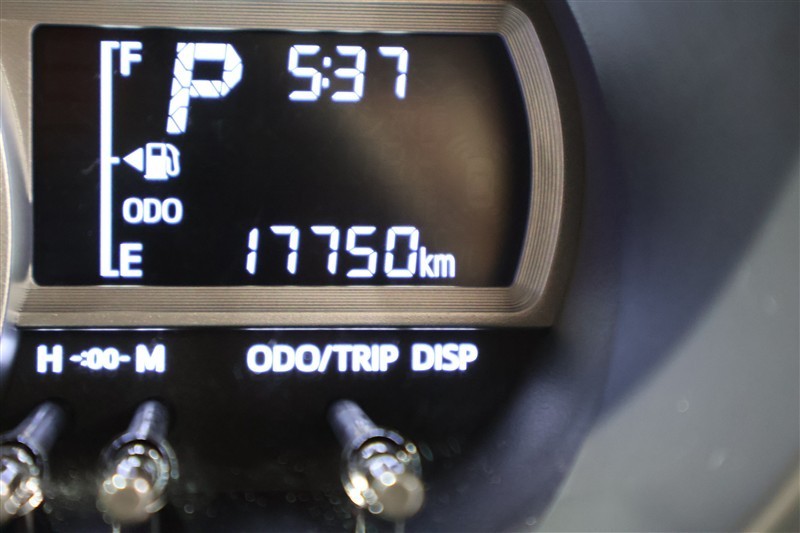 F P 5:37
ODO
E 17750km
H -:00- M ODO/TRIP DISP